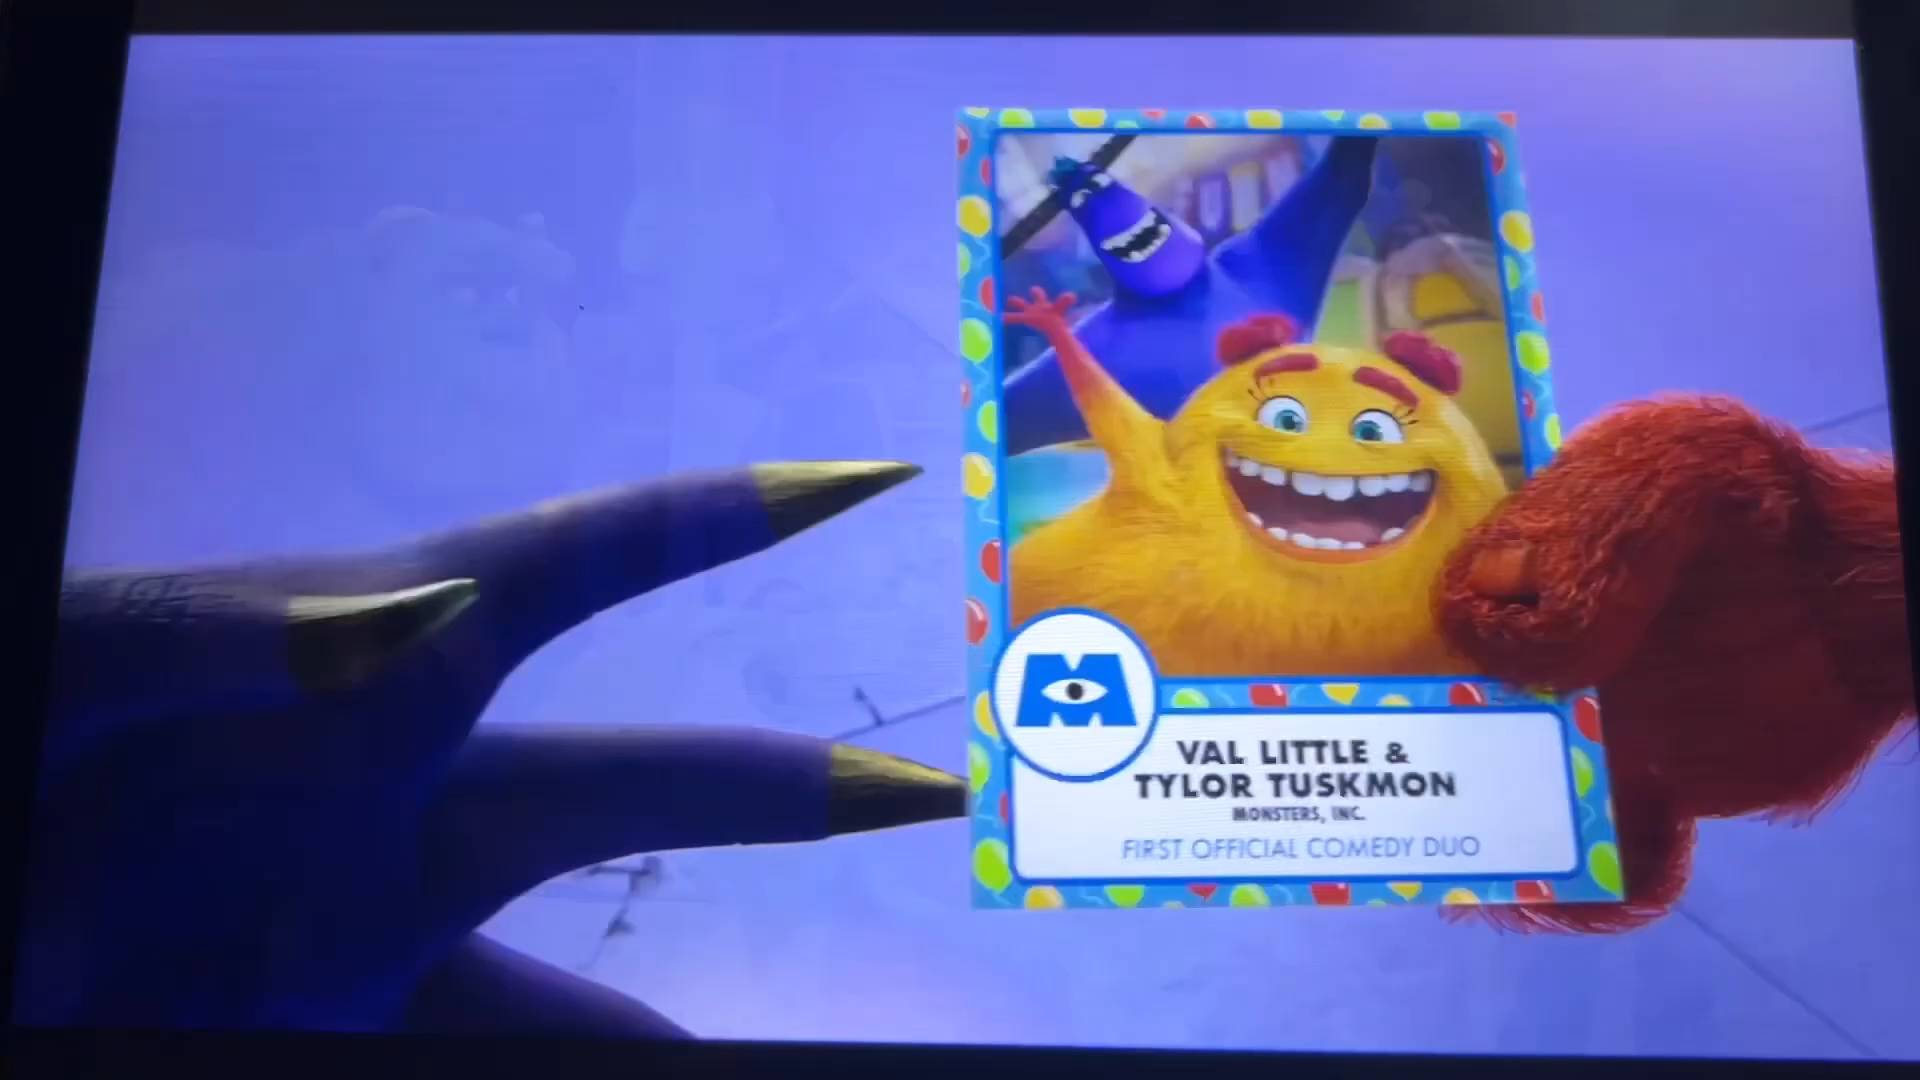 VAL LITTLE &
TYLOR TUSKMON
MONSTERS, INC.
FIRST OFFICIAL COMEDY DUO